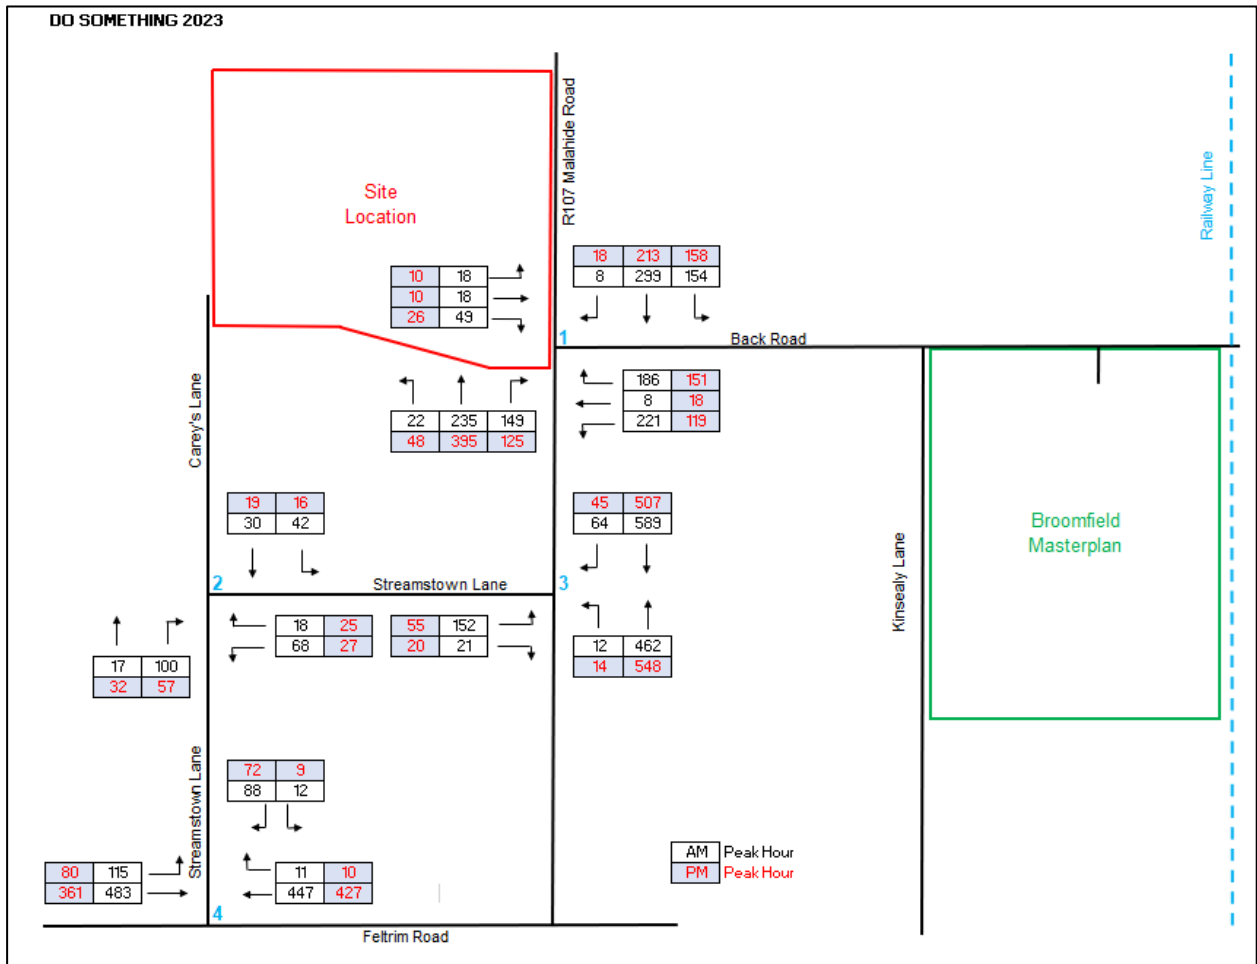 DO SOMETHING 2023
R107 Malahide Road
Railway Line
Site
Location
18 213 158
8 299 154
10 18
10 18
26 49
1
Back Road
Carey's Lane
186 151
8 18
221 119
22 235 149
48 395 125
19 16
30 42
45 507
64 589
Broomfield
Masterplan
Kinsealy Lane
2
Streamstown Lane
3
18 25
68 27
55 152
20 21
12 462
14 548
17 100
32 57
Streamstown Lane
72 9
88 12
AM Peak Hour
PM Peak Hour
80 115
361 483
11 10
447 427
4
Feltrim Road